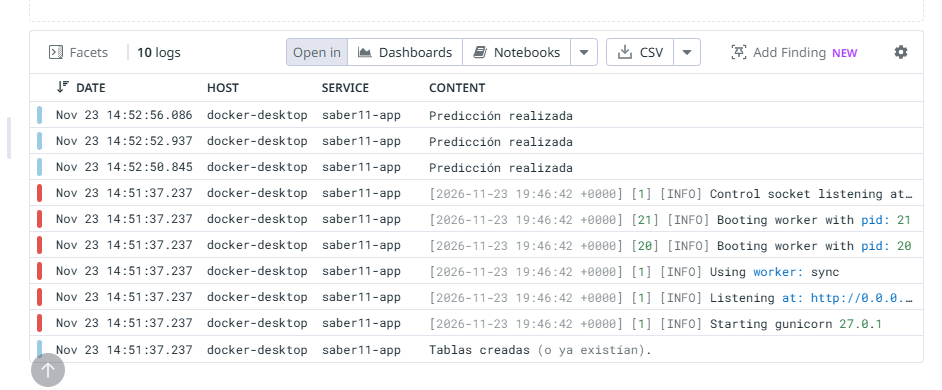 Facets 10 logs Open in Dashboards Notebooks CSV Add Finding NEW
DATE HOST SERVICE CONTENT
Nov 23 14:52:56.086 docker-desktop saber11-app Predicción realizada
Nov 23 14:52:52.937 docker-desktop saber11-app Predicción realizada
Nov 23 14:52:50.845 docker-desktop saber11-app Predicción realizada
Nov 23 14:51:37.237 docker-desktop saber11-app [2026-11-23 19:46:42 +0000] [1] [INFO] Control socket listening at…
Nov 23 14:51:37.237 docker-desktop saber11-app [2026-11-23 19:46:42 +0000] [21] [INFO] Booting worker with pid: 21
Nov 23 14:51:37.237 docker-desktop saber11-app [2026-11-23 19:46:42 +0000] [20] [INFO] Booting worker with pid: 20
Nov 23 14:51:37.237 docker-desktop saber11-app [2026-11-23 19:46:42 +0000] [1] [INFO] Using worker: sync
Nov 23 14:51:37.237 docker-desktop saber11-app [2026-11-23 19:46:42 +0000] [1] [INFO] Listening at: http://0.0.0.…
Nov 23 14:51:37.237 docker-desktop saber11-app [2026-11-23 19:46:42 +0000] [1] [INFO] Starting gunicorn 27.0.1
Nov 23 14:51:37.237 docker-desktop saber11-app Tablas creadas (o ya existían).